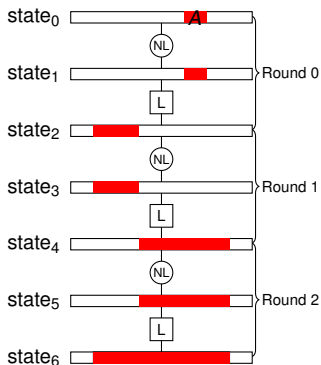 state0 A
NL
state1 Round 0
L
state2
NL
state3 Round 1
L
state4
NL
state5 Round 2
L
state6